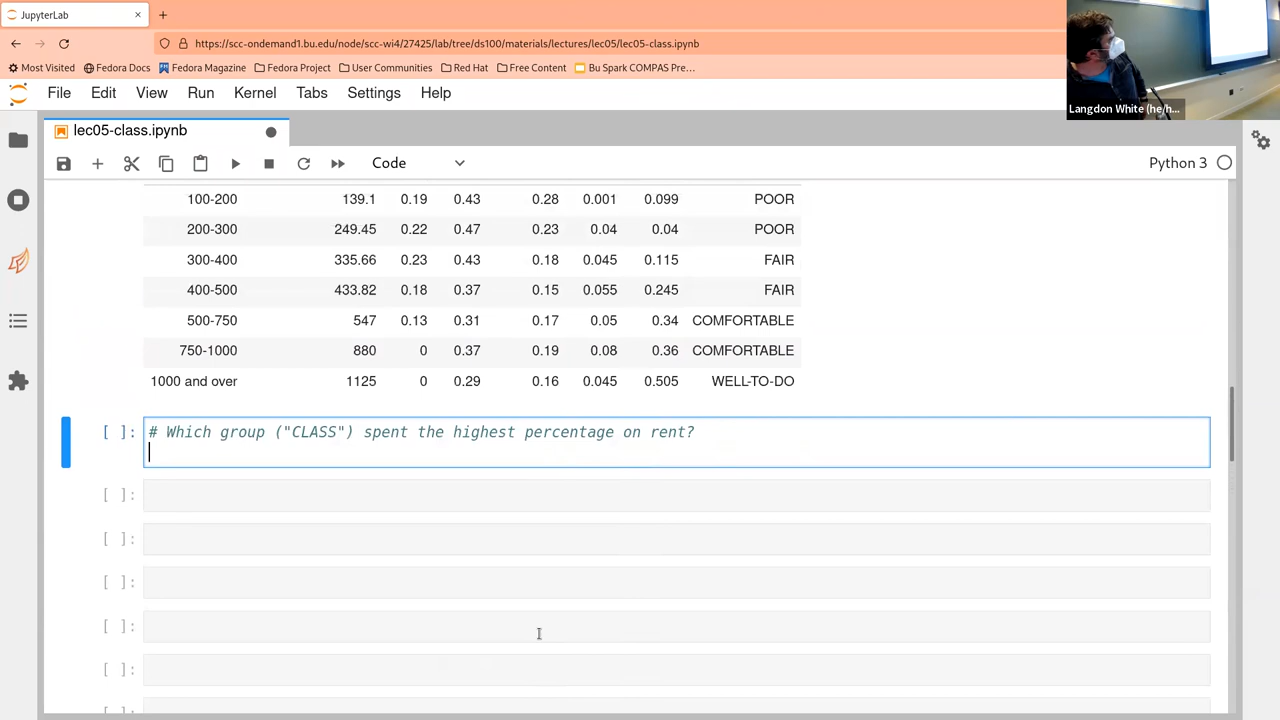 JupyterLab
https://scc-ondemand1.bu.edu/node/scc-wi4/27425/lab/tree/ds100/materials/lectures/lec05/lec05-class.ipynb
Most Visited Fedora Docs Fedora Magazine Fedora Project User Communities Red Hat Free Content Bu Spark COMPAS Pre…
Langdon White (he/h...
File Edit View Run Kernel Tabs Settings Help
lec05-class.ipynb
Code Python 3
100-200 139.1 0.19 0.43 0.28 0.001 0.099 POOR
200-300 249.45 0.22 0.47 0.23 0.04 0.04 POOR
300-400 335.66 0.23 0.43 0.18 0.045 0.115 FAIR
400-500 433.82 0.18 0.37 0.15 0.055 0.245 FAIR
500-750 547 0.13 0.31 0.17 0.05 0.34 COMFORTABLE
750-1000 880 0 0.37 0.19 0.08 0.36 COMFORTABLE
1000 and over 1125 0 0.29 0.16 0.045 0.505 WELL-TO-DO
[ ]: # Which group ("CLASS") spent the highest percentage on rent?
[ ]:
[ ]:
[ ]:
[ ]:
[ ]: